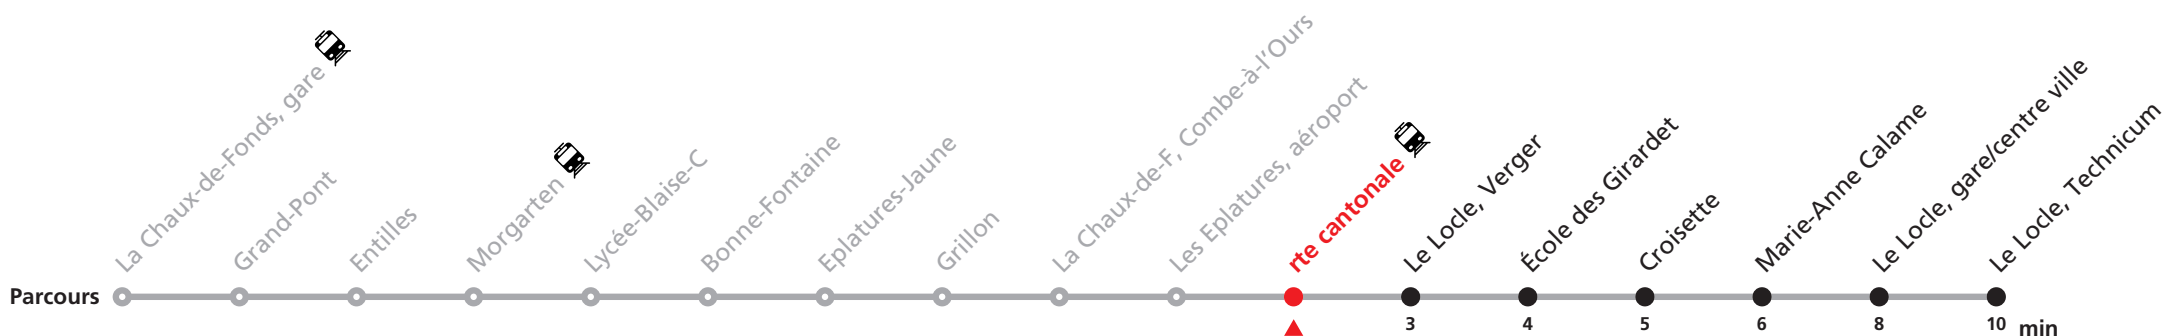 La Chaux-de-Fonds, gare
Grand-Pont
Entilles
Morgarten
Lycée-Blaise-C
Bonne-Fontaine
Eplatures-Jaune
Grillon
La Chaux-de-F, Combe-à-l'Ours
Les Eplatures, aéroport
rte cantonale
Le Locle, Verger
École des Girardet
Croisette
Marie-Anne Calame
Le Locle, gare/centre ville
Le Locle, Technicum
Parcours
3 4 5 6 8 10 min